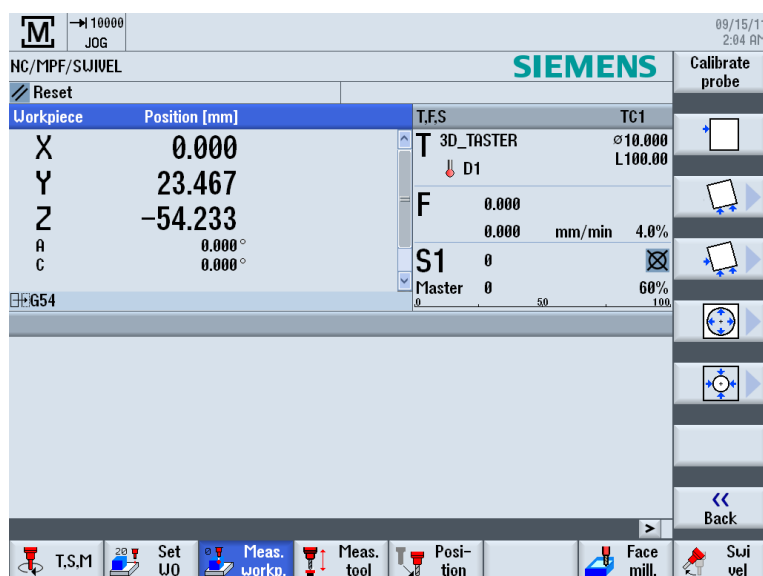 M
10000
JOG
09/15/1
2:04 AM
NC/MPF/SWIVEL
SIEMENS
Calibrate
probe
Reset
Workpiece Position [mm]
T,F,S TC1
X 0.000
Y 23.467
Z -54.233
A 0.000°
C 0.000°
G54
T 3D_TASTER ⌀10.000
D1 L100.00
F 0.000
0.000 mm/min 4.0%
S1 0
Master 0 60%
0 50 100
<<
Back
>
T,S,M
20 Set
WO
0 Meas.
workp.
Meas.
tool
Posi-
tion
Face
mill.
Swi
vel